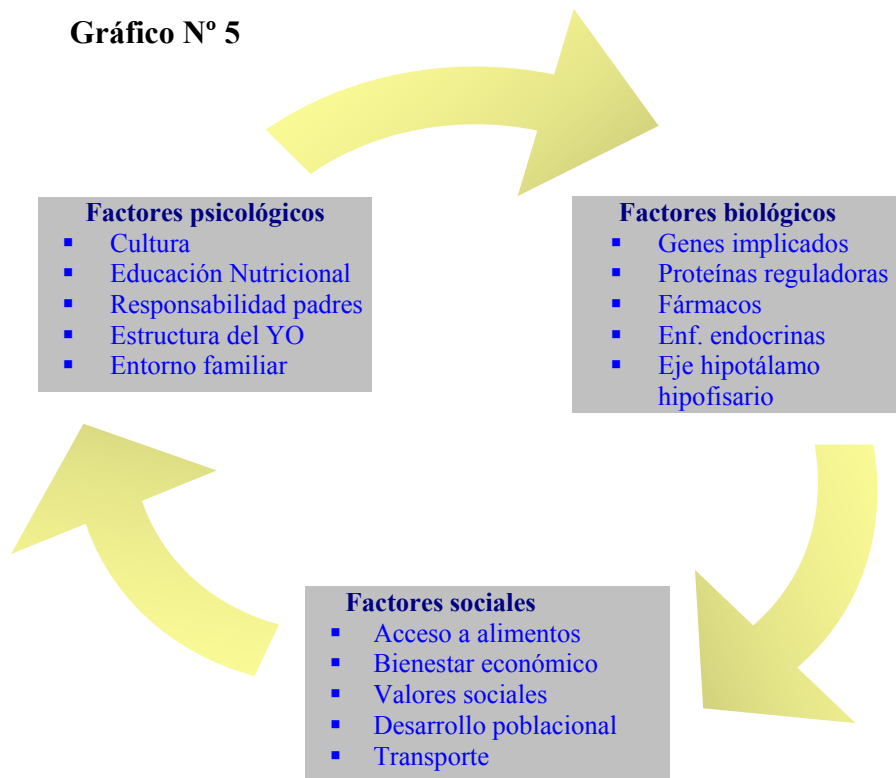 Gráfico Nº 5
Factores psicológicos
▪ Cultura
▪ Educación Nutricional
▪ Responsabilidad padres
▪ Estructura del YO
▪ Entorno familiar
Factores biológicos
▪ Genes implicados
▪ Proteínas reguladoras
▪ Fármacos
▪ Enf. endocrinas
▪ Eje hipotálamo
hipofisario
Factores sociales
▪ Acceso a alimentos
▪ Bienestar económico
▪ Valores sociales
▪ Desarrollo poblacional
▪ Transporte